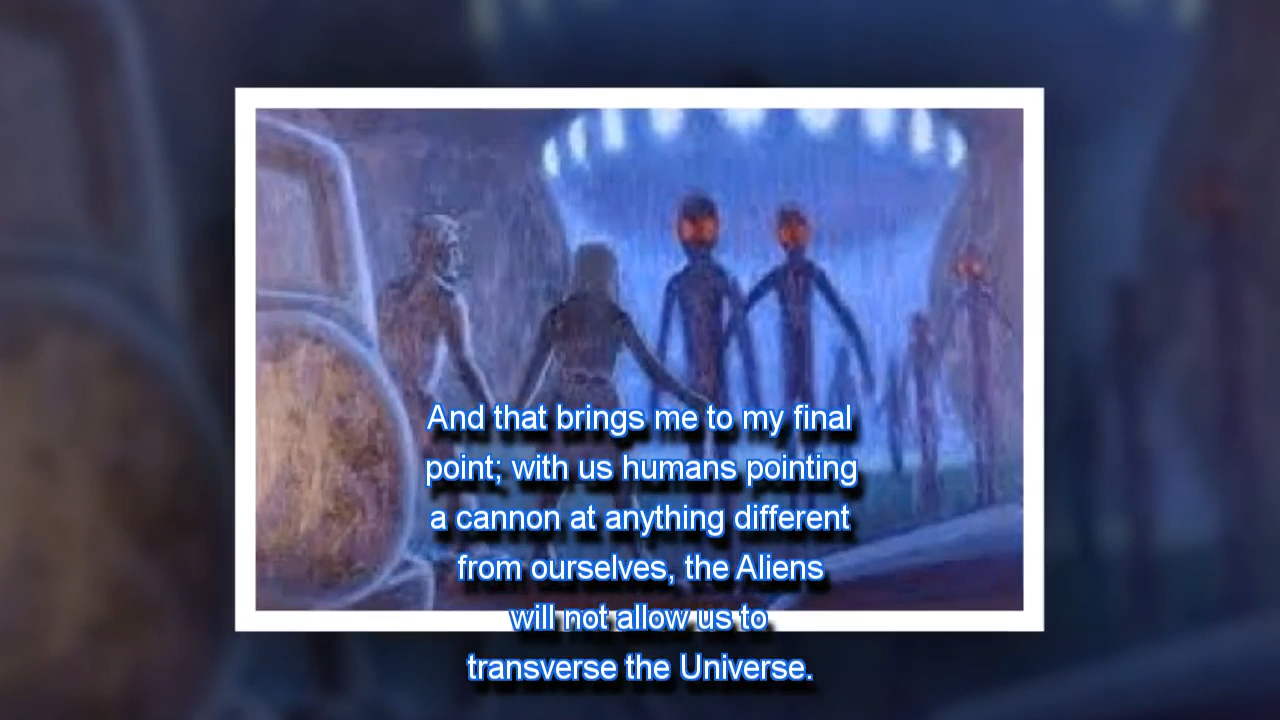 And that brings me to my final
point; with us humans pointing
a cannon at anything different
from ourselves, the Aliens
will not allow us to
transverse the Universe.